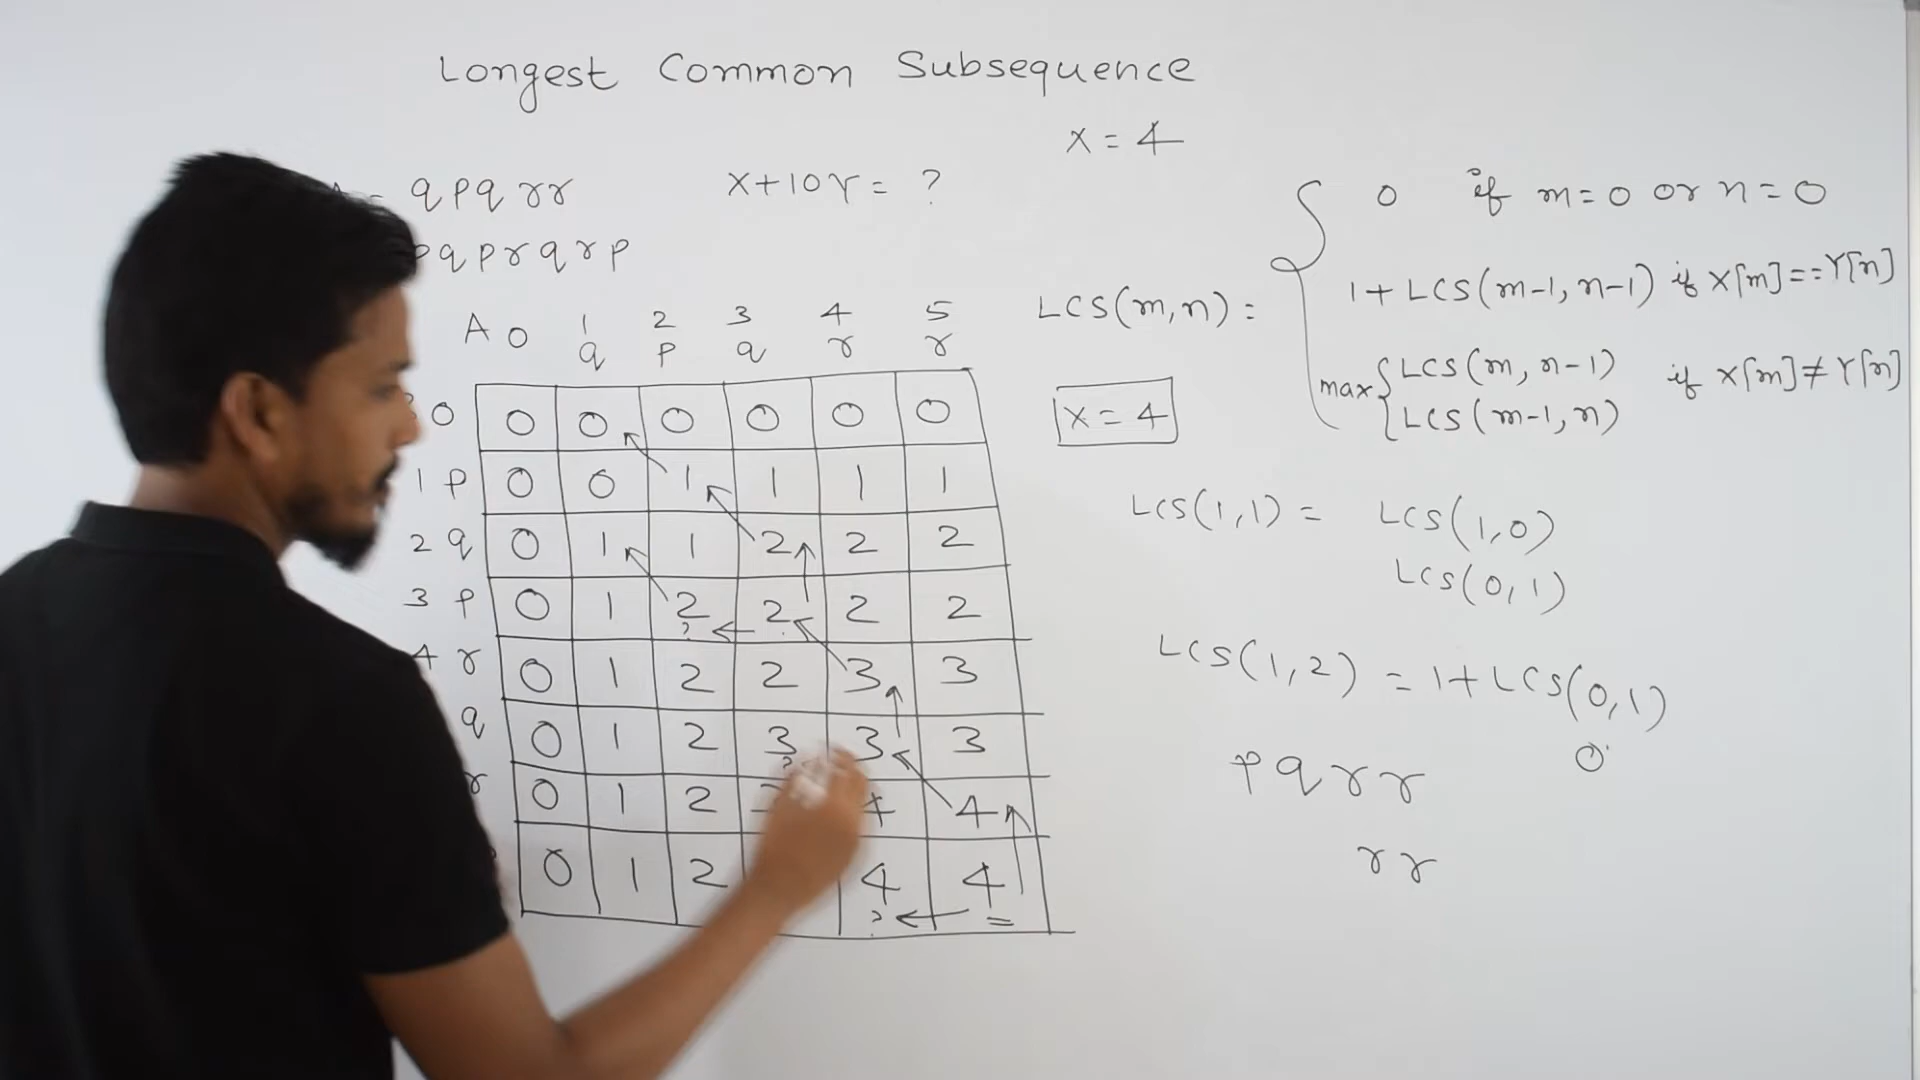 Longest Common Subsequence
x = 4
q p q r r
x + 10 y = ?
p q p r q r p
LCS(m, n) =
0 if m = 0 or n = 0
1 + LCS(m-1, n-1) if X[m] == Y[n]
max { LCS(m, n-1)
LCS(m-1, n)
if X[m] ≠ Y[n]
x = 4
1 2 3 4 5
A 0 q p q r r
0 0 0 0 0 0 0
1 p 0 0 1 1 1 1
2 q 0 1 1 2 2 2
3 p 0 1 2 2 2 2
? ←
4 r 0 1 2 2 3 3
q 0 1 2 3 3 3
?
r 0 1 2 4 4
0 1 2 4 4
? ← =
LCS(1,1) = LCS(1,0)
LCS(0,1)
LCS(1,2) = 1 + LCS(0,1)
0
p q r r
r r